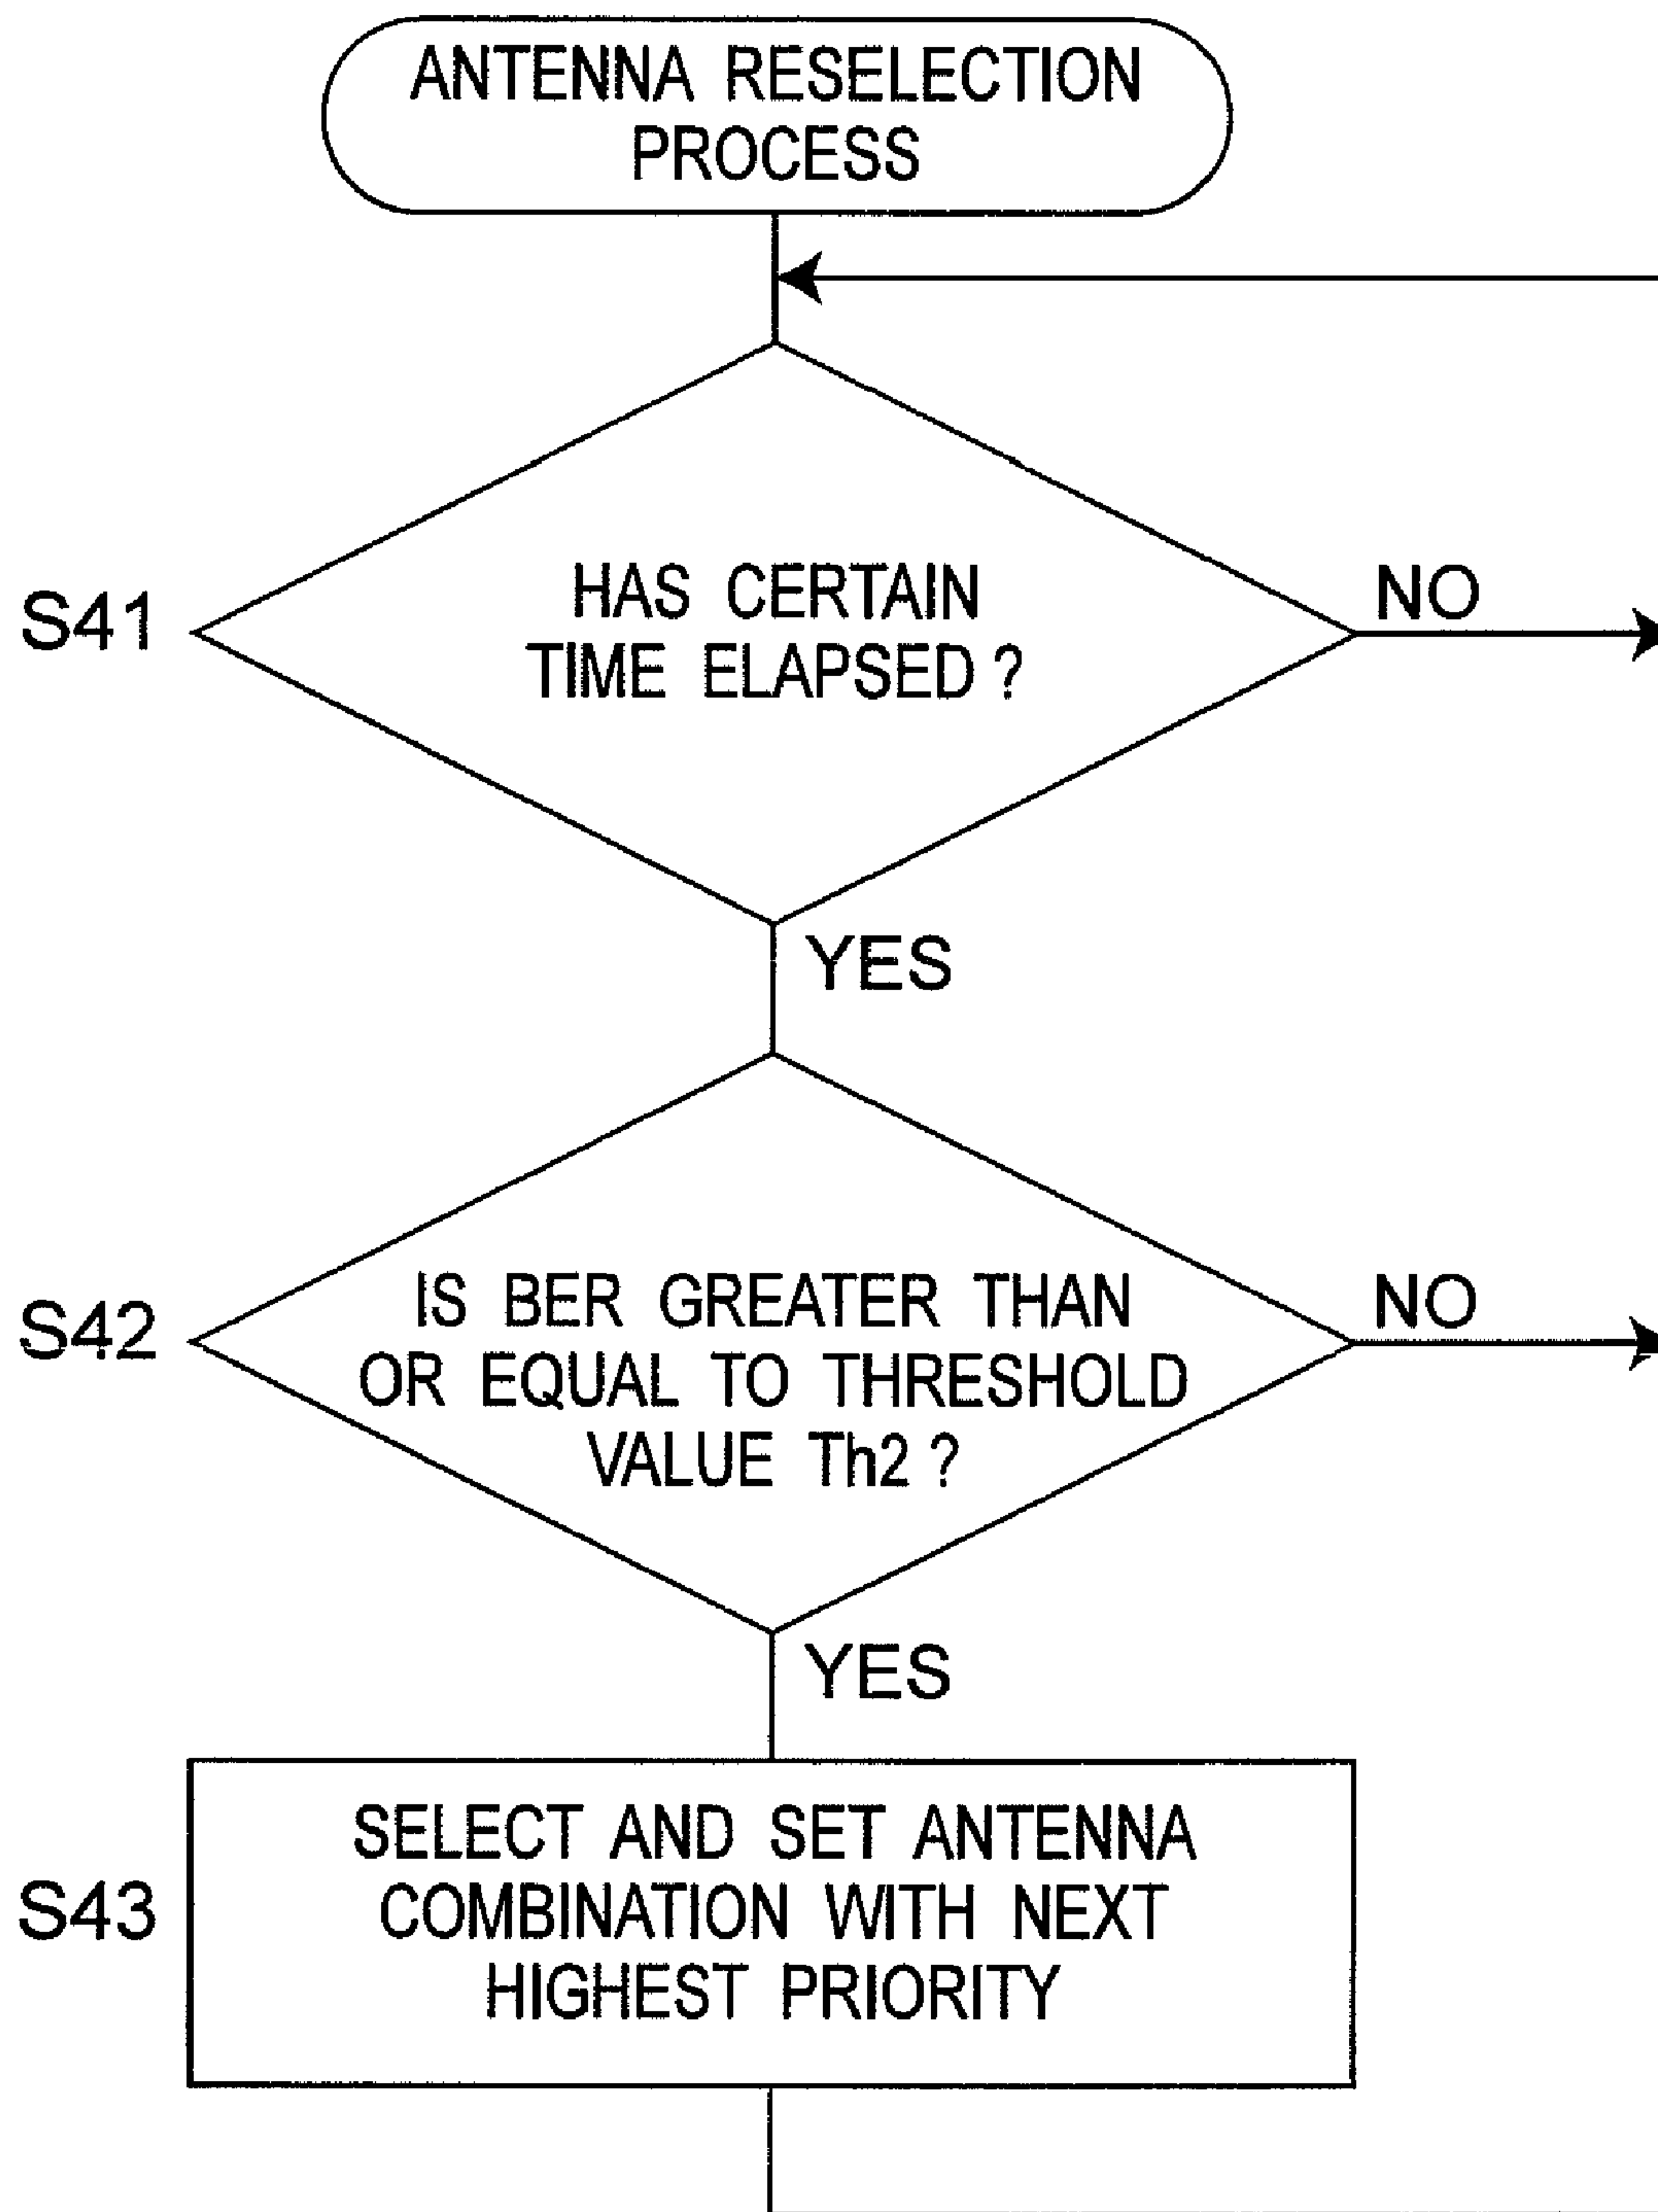 ANTENNA RESELECTION
PROCESS
S41
HAS CERTAIN
TIME ELAPSED ?
NO
YES
S42
IS BER GREATER THAN
OR EQUAL TO THRESHOLD
VALUE Th2 ?
NO
YES
S43
SELECT AND SET ANTENNA
COMBINATION WITH NEXT
HIGHEST PRIORITY